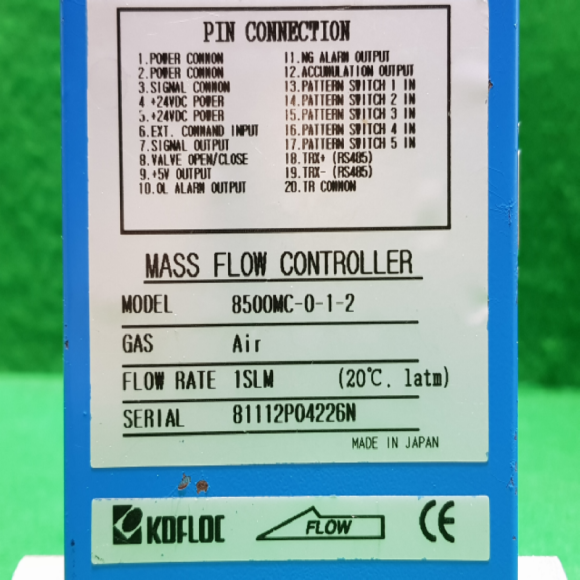 PIN CONNECTION
1. POWER COMMON
2. POWER COMMON
3. SIGNAL COMMON
4 +24VDC POWER
5. +24VDC POWER
6. EXT. COMMAND INPUT
7. SIGNAL OUTPUT
8. VALVE OPEN/CLOSE
9. +5V OUTPUT
10. OL ALARM OUTPUT
11. NG ALARM OUTPUT
12. ACCUMULATION OUTPUT
13. PATTERN SWITCH 1 IN
14. PATTERN SWITCH 2 IN
15. PATTERN SWITCH 3 IN
16. PATTERN SWITCH 4 IN
17. PATTERN SWITCH 5 IN
18. TRX+ (RS485)
19. TRX- (RS485)
20. TR COMMON
MASS FLOW CONTROLLER
MODEL 8500MC-0-1-2
GAS Air
FLOW RATE 1SLM (20℃. 1atm)
SERIAL 81112P04226N
MADE IN JAPAN
KOFLOC FLOW CE